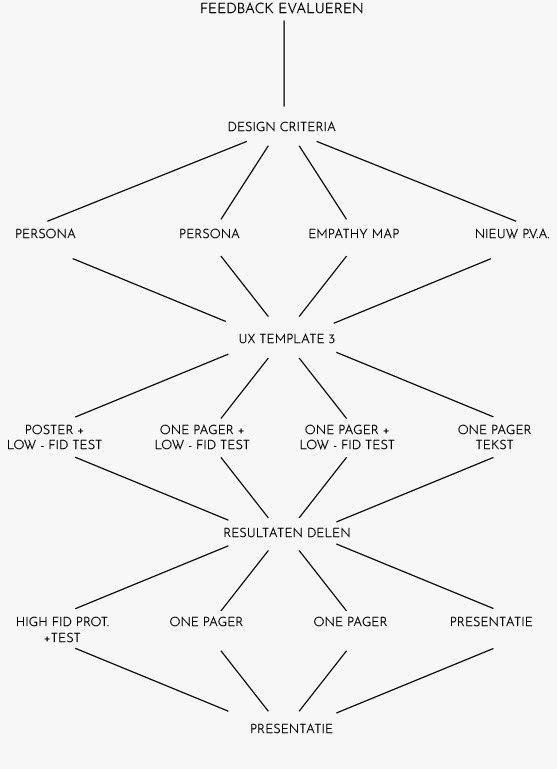 FEEDBACK EVALUEREN
DESIGN CRITERIA
PERSONA
PERSONA
EMPATHY MAP
NIEUW P.V.A.
UX TEMPLATE 3
POSTER +
LOW - FID TEST
ONE PAGER +
LOW - FID TEST
ONE PAGER +
LOW - FID TEST
ONE PAGER
TEKST
RESULTATEN DELEN
HIGH FID PROT.
+TEST
ONE PAGER
ONE PAGER
PRESENTATIE
PRESENTATIE